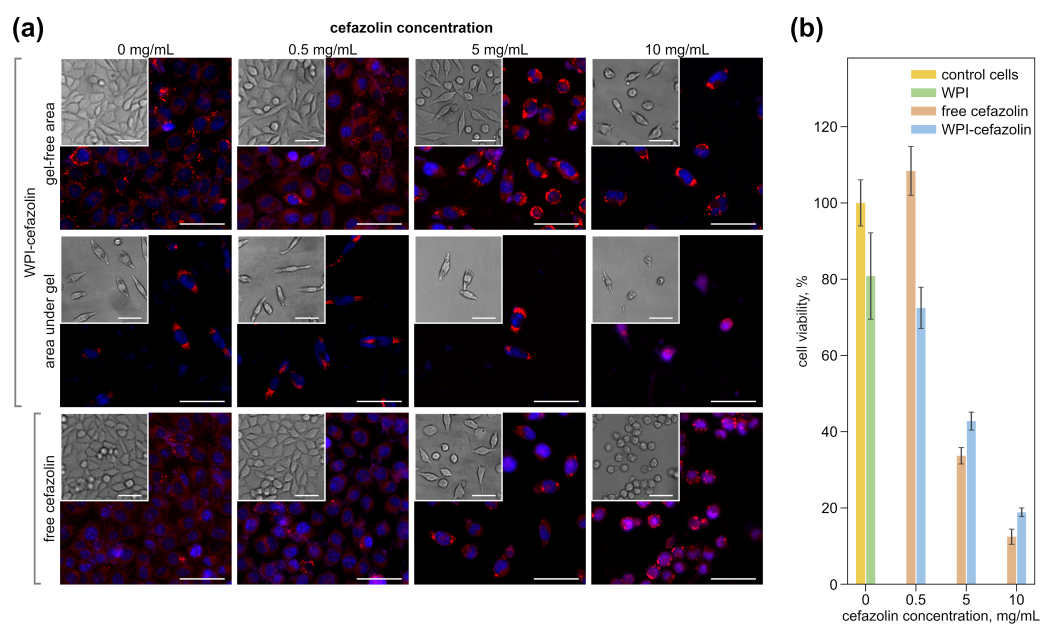 (a)
cefazolin concentration
0 mg/mL
0.5 mg/mL
5 mg/mL
10 mg/mL
WPI-cefazolin
gel-free area
area under gel
free cefazolin
(b)
control cells
WPI
free cefazolin
WPI-cefazolin
cell viability, %
120
100
80
60
40
20
0
0
0.5
5
10
cefazolin concentration, mg/mL